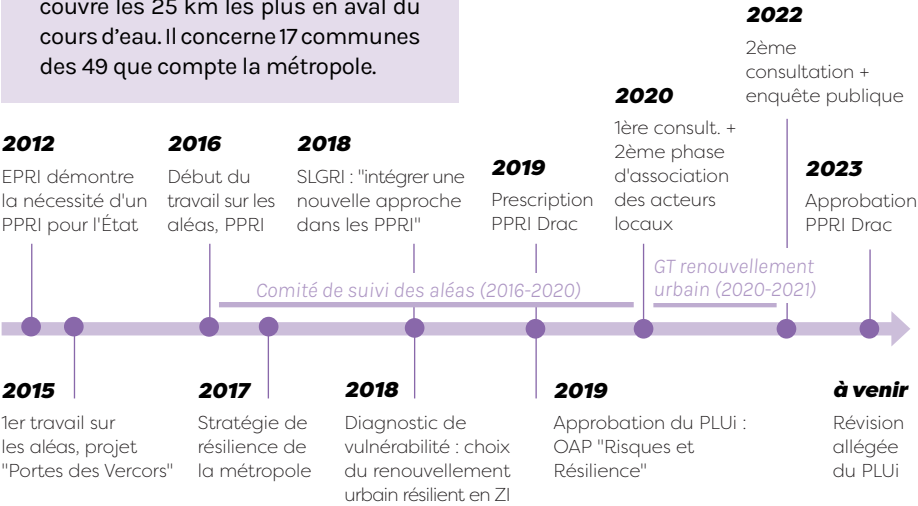 couvre les 25 km les plus en aval du
cours d'eau. Il concerne 17 communes
des 49 que compte la métropole.
2012
EPRI démontre
la nécessité d'un
PPRI pour l'État
2016
Début du
travail sur les
aléas, PPRI
2018
SLGRI : "intégrer une
nouvelle approche
dans les PPRI"
2019
Prescription
PPRI Drac
2020
1ère consult. +
2ème phase
d'association
des acteurs
locaux
2022
2ème
consultation +
enquête publique
2023
Approbation
PPRI Drac
Comité de suivi des aléas (2016-2020)
GT renouvellement
urbain (2020-2021)
2015
1er travail sur
les aléas, projet
"Portes des Vercors"
2017
Stratégie de
résilience de
la métropole
2018
Diagnostic de
vulnérabilité : choix
du renouvellement
urbain résilient en ZI
2019
Approbation du PLUi :
OAP "Risques et
Résilience"
à venir
Révision
allégée
du PLUi